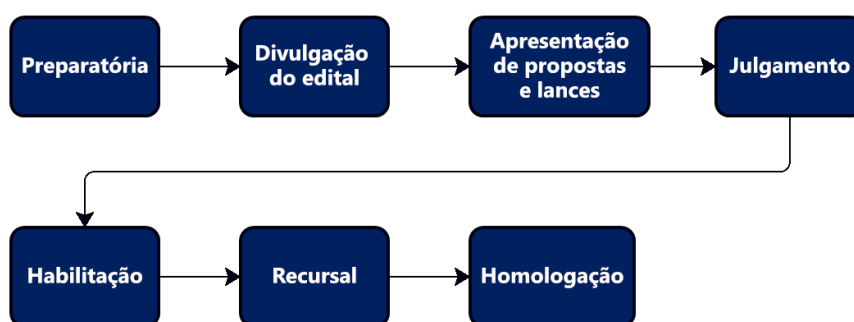 Preparatória
Divulgação
do edital
Apresentação
de propostas
e lances
Julgamento
Habilitação
Recursal
Homologação